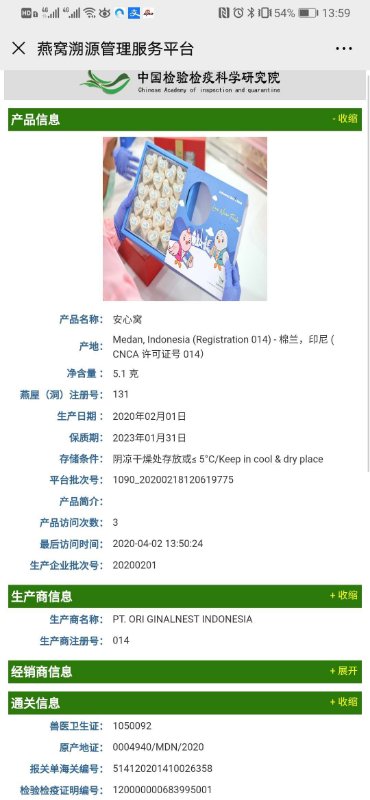 54% 13:59
燕窝溯源管理服务平台
中国检验检疫科学研究院
Chinese Academy of inspection and quarantine
产品信息 - 收缩
产品名称： 安心窝
产地： Medan, Indonesia (Registration 014) - 棉兰，印尼 (
CNCA 许可证号 014)
净含量 ： 5.1 克
燕屋（洞）注册号： 131
生产日期 ： 2020年02月01日
保质期： 2023年01月31日
存储条件： 阴凉干燥处存放或≤ 5°C/Keep in cool & dry place
平台批次号： 1090_20200218120619775
产品简介：
产品访问次数： 3
最后访问时间： 2020-04-02 13:50:24
生产企业批次号： 20200201
生产商信息 + 收缩
生产商名称： PT. ORI GINALNEST INDONESIA
生产商注册号： 014
经销商信息 + 展开
通关信息 + 收缩
兽医卫生证： 1050092
原产地证： 0004940/MDN/2020
报关单海关编号： 514120201410026358
检验检疫证明编号： 120000000683995001